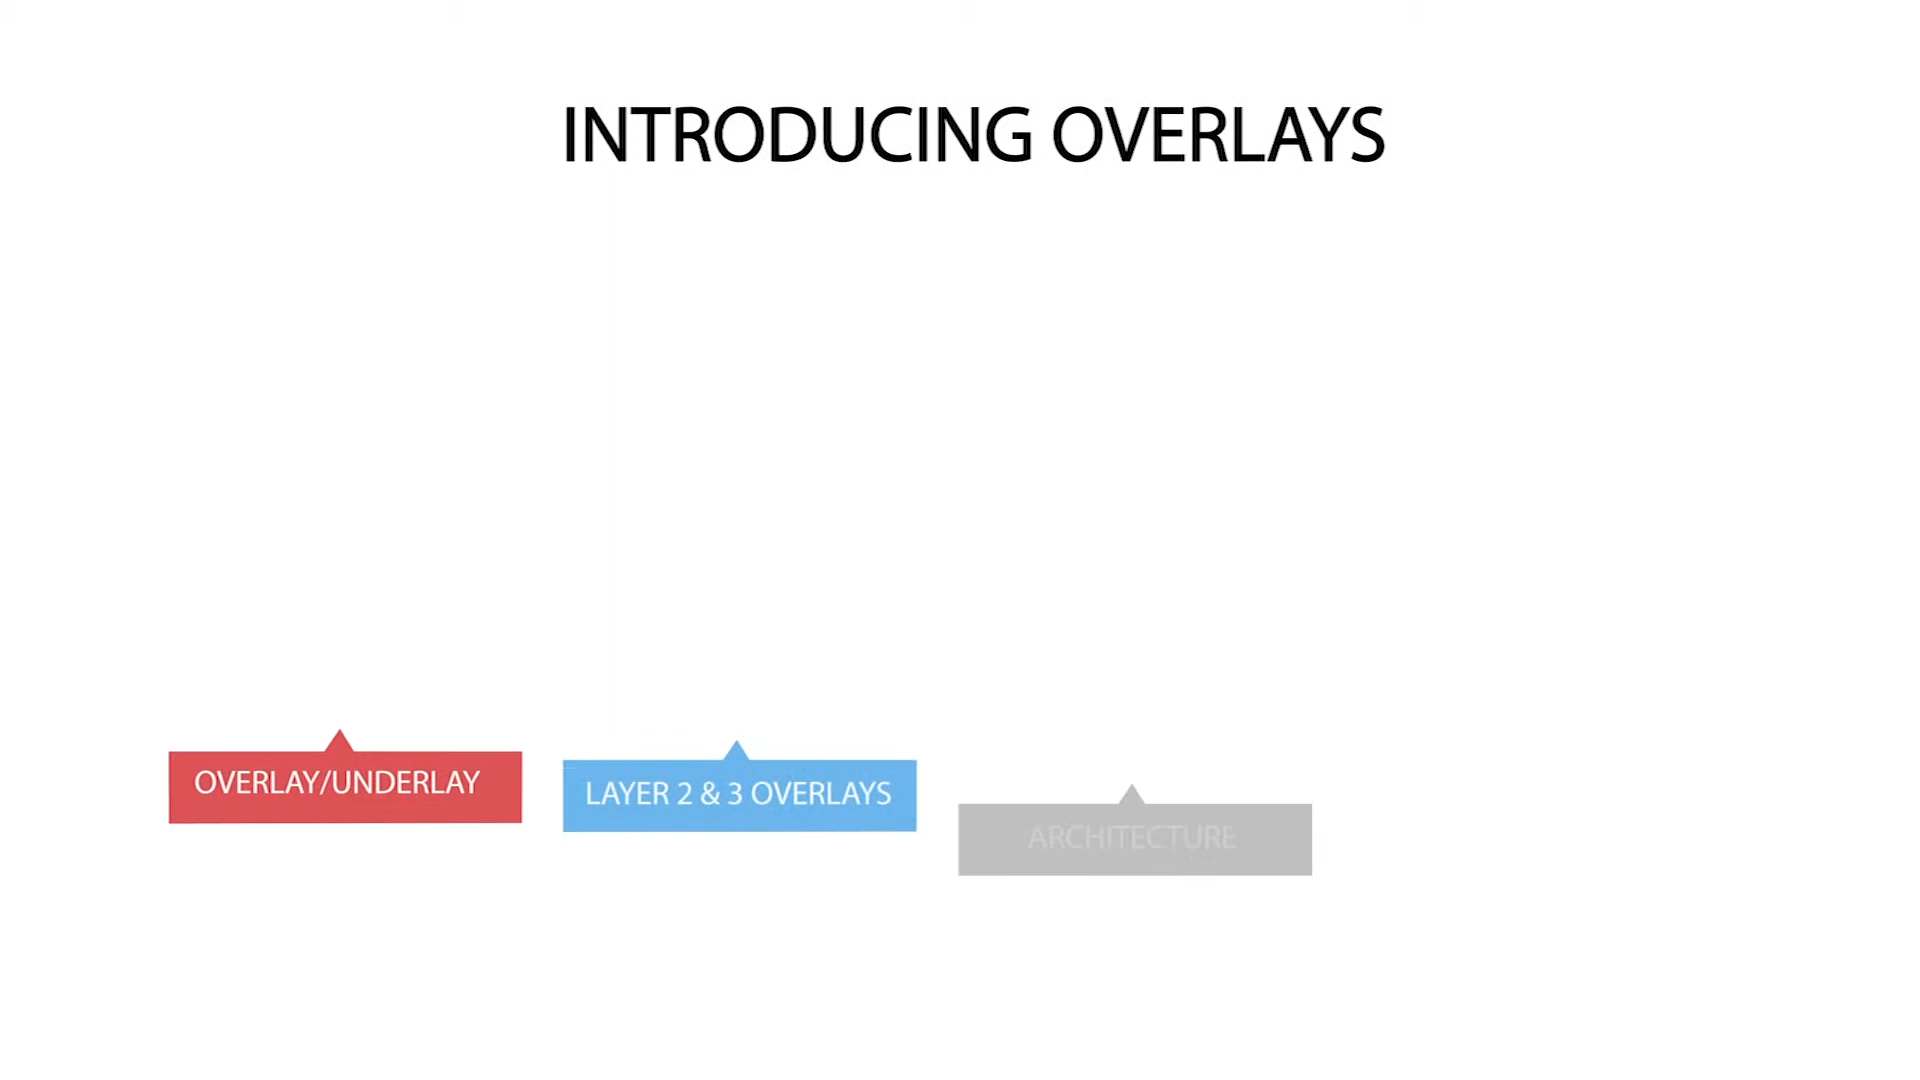 INTRODUCING OVERLAYS
OVERLAY/UNDERLAY
LAYER 2 & 3 OVERLAYS
ARCHITECTURE